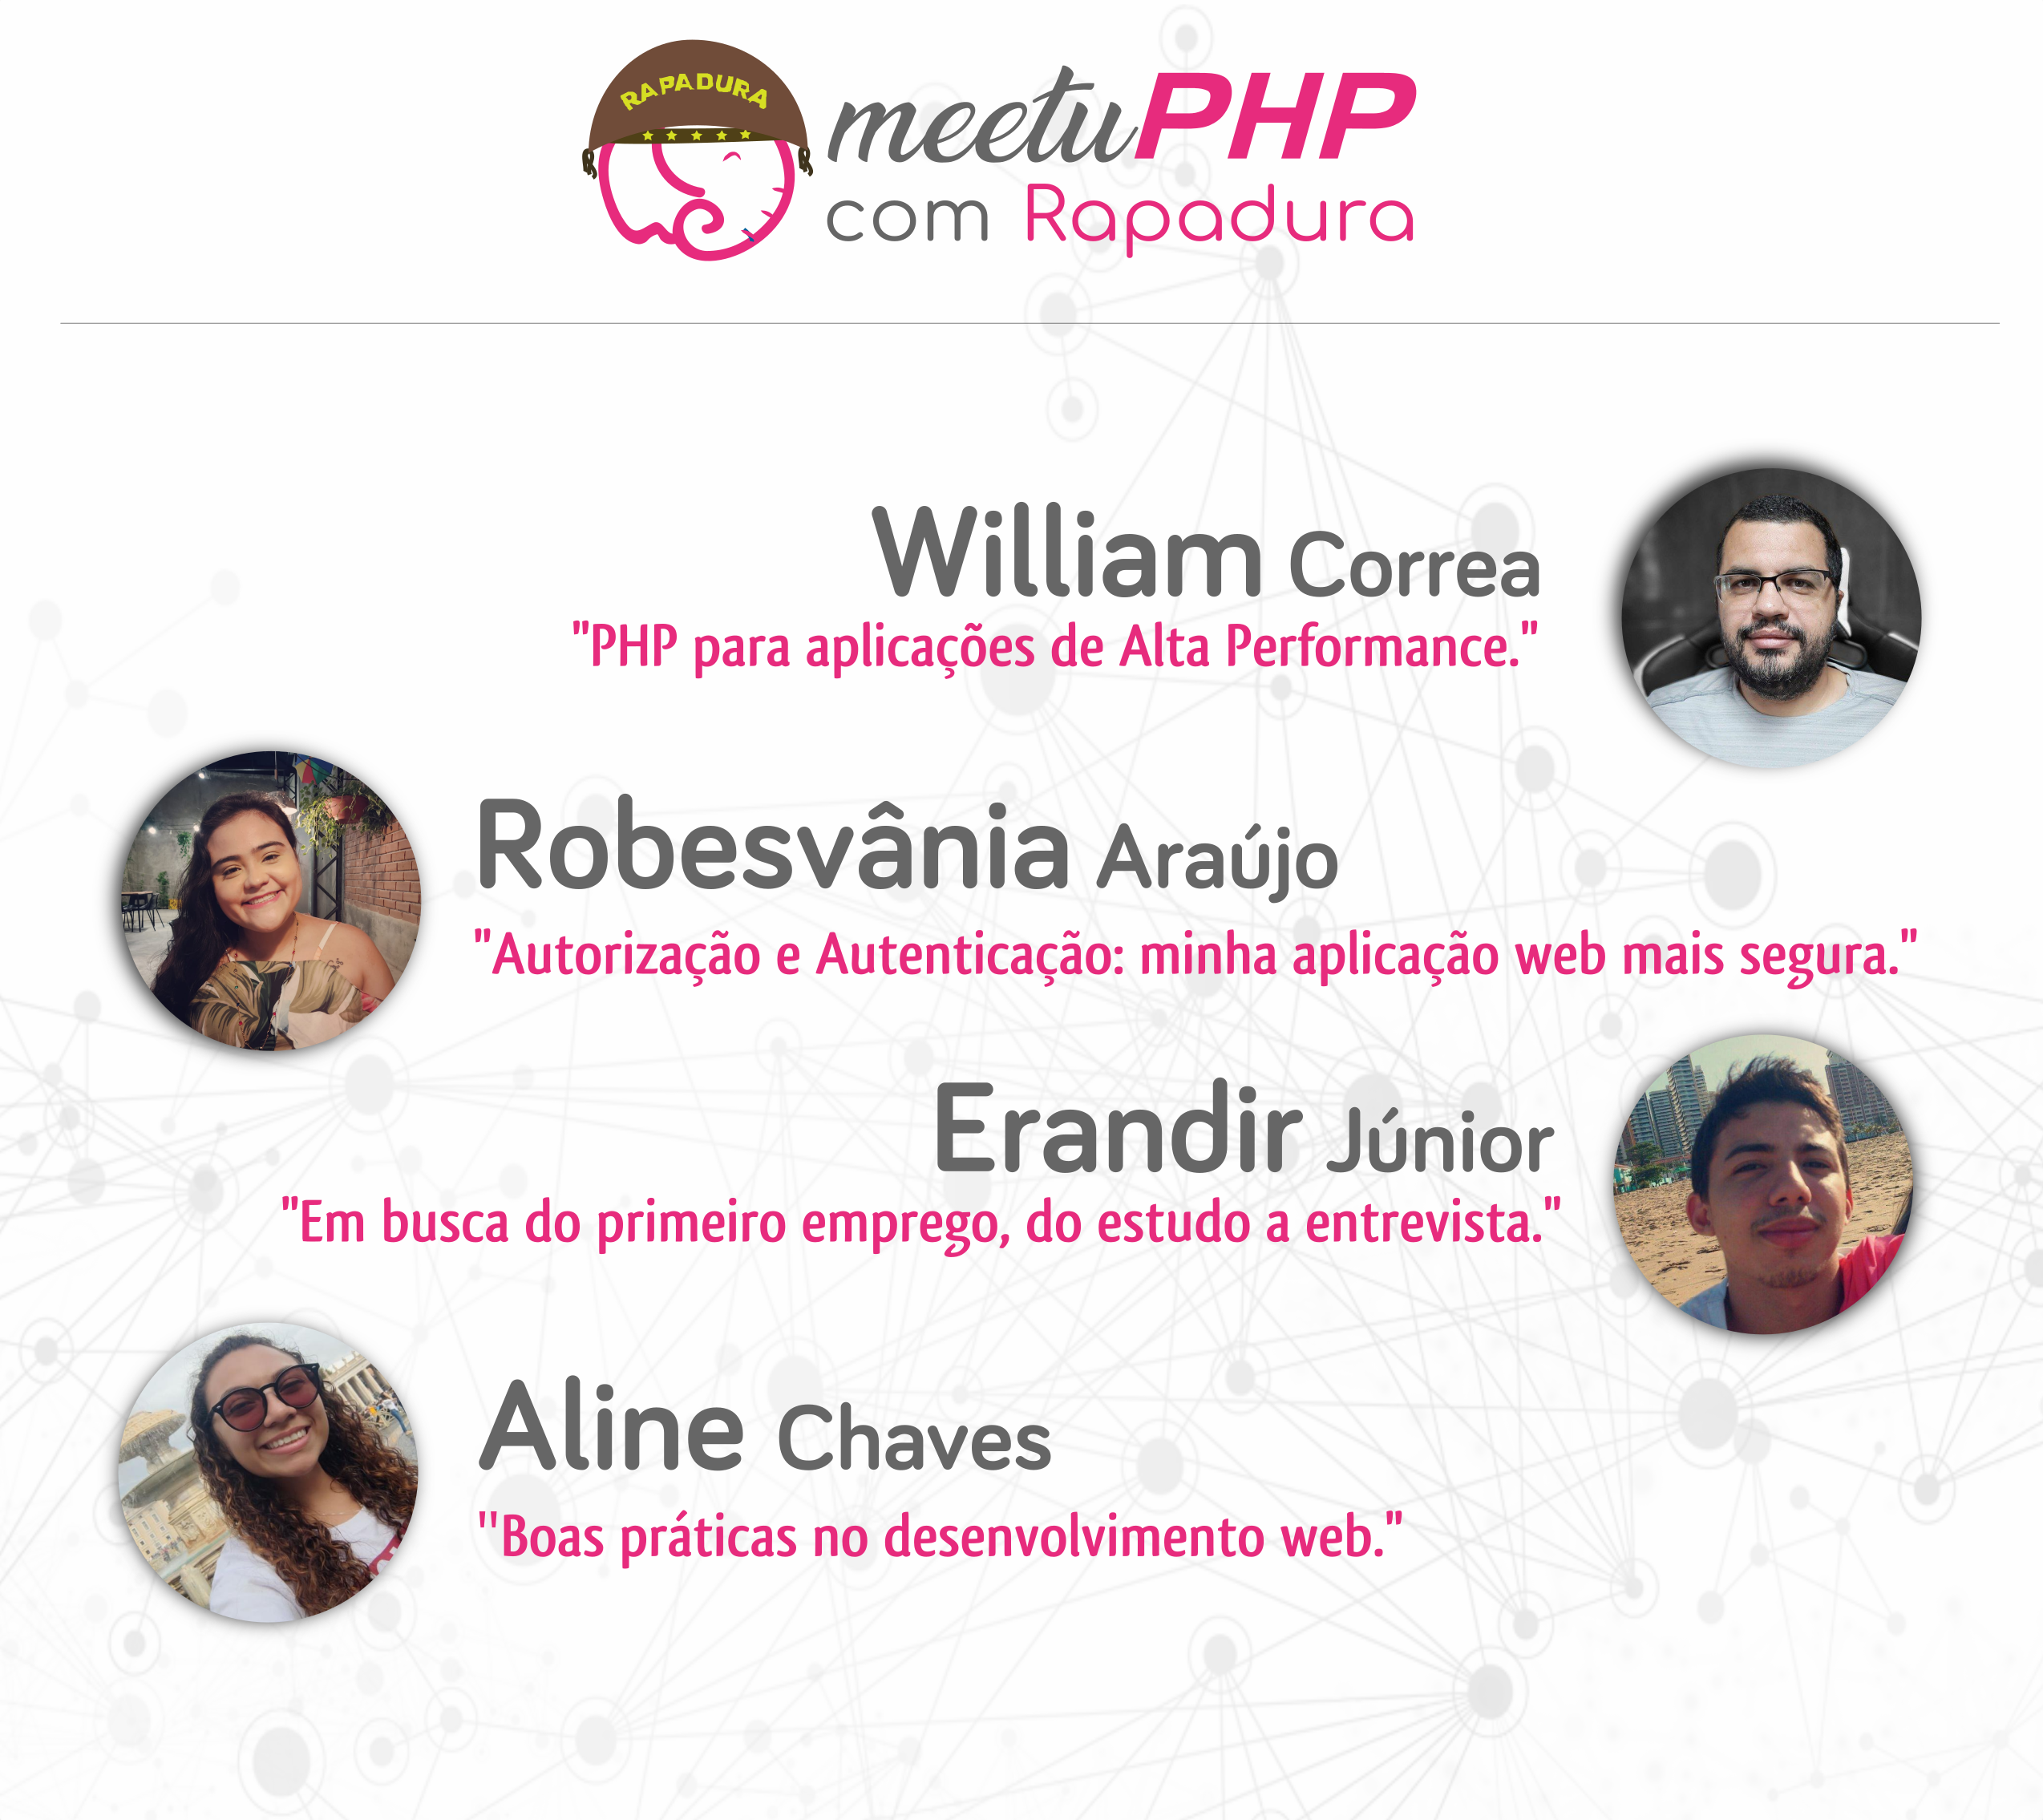 RAPADURA
meetuPHP
com Rapadura
William Correa
"PHP para aplicações de Alta Performance."
Robesvânia Araújo
"Autorização e Autenticação: minha aplicação web mais segura."
Erandir Júnior
"Em busca do primeiro emprego, do estudo a entrevista."
Aline Chaves
"Boas práticas no desenvolvimento web."